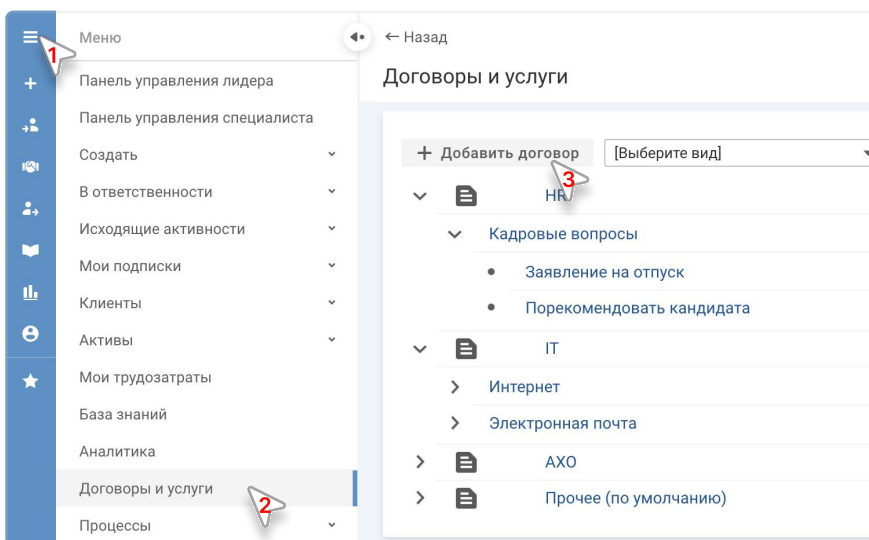 1
Меню
Панель управления лидера
Панель управления специалиста
Создать
В ответственности
Исходящие активности
Мои подписки
Клиенты
Активы
Мои трудозатраты
База знаний
Аналитика
Договоры и услуги
2
Процессы
← Назад
Договоры и услуги
+ Добавить договор
[Выберите вид]
3
HR
Кадровые вопросы
• Заявление на отпуск
• Порекомендовать кандидата
IT
Интернет
Электронная почта
АХО
Прочее (по умолчанию)